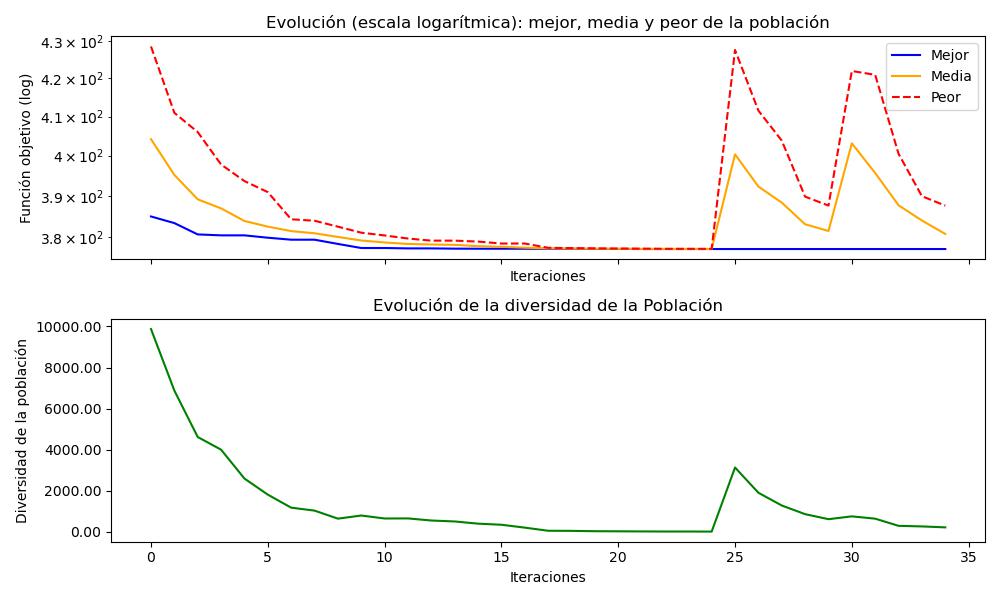 Evolución (escala logarítmica): mejor, media y peor de la población
4.3 × 10²
4.2 × 10²
4.1 × 10²
4 × 10²
3.9 × 10²
3.8 × 10²
Función objetivo (log)
Mejor
Media
Peor
Iteraciones
Evolución de la diversidad de la Población
10000.00
8000.00
6000.00
4000.00
2000.00
0.00
Diversidad de la población
0 5 10 15 20 25 30 35
Iteraciones